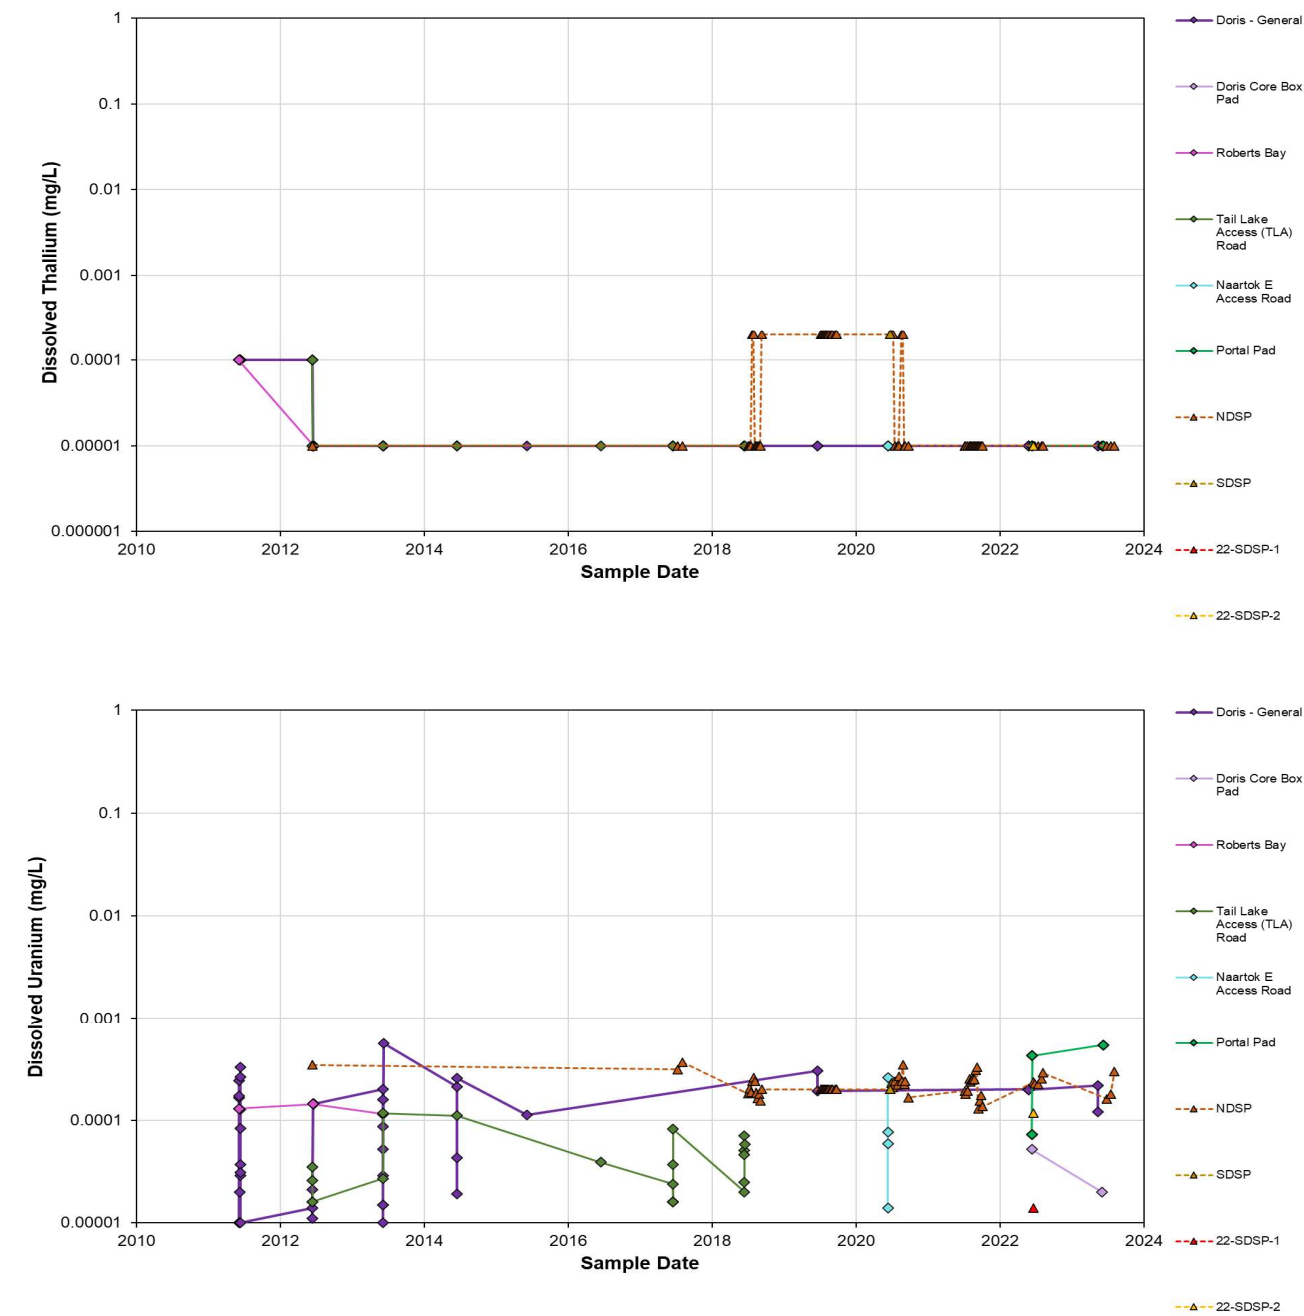 1
0.1
0.01
0.001
0.0001
0.00001
0.000001
Dissolved Thallium (mg/L)
2010 2012 2014 2016 2018 2020 2022 2024
Sample Date
Doris - General
Doris Core Box
Pad
Roberts Bay
Tail Lake
Access (TLA)
Road
Naartok E
Access Road
Portal Pad
NDSP
SDSP
22-SDSP-1
22-SDSP-2
1
0.1
0.01
0.001
0.0001
0.00001
Dissolved Uranium (mg/L)
2010 2012 2014 2016 2018 2020 2022 2024
Sample Date
Doris - General
Doris Core Box
Pad
Roberts Bay
Tail Lake
Access (TLA)
Road
Naartok E
Access Road
Portal Pad
NDSP
SDSP
22-SDSP-1
22-SDSP-2